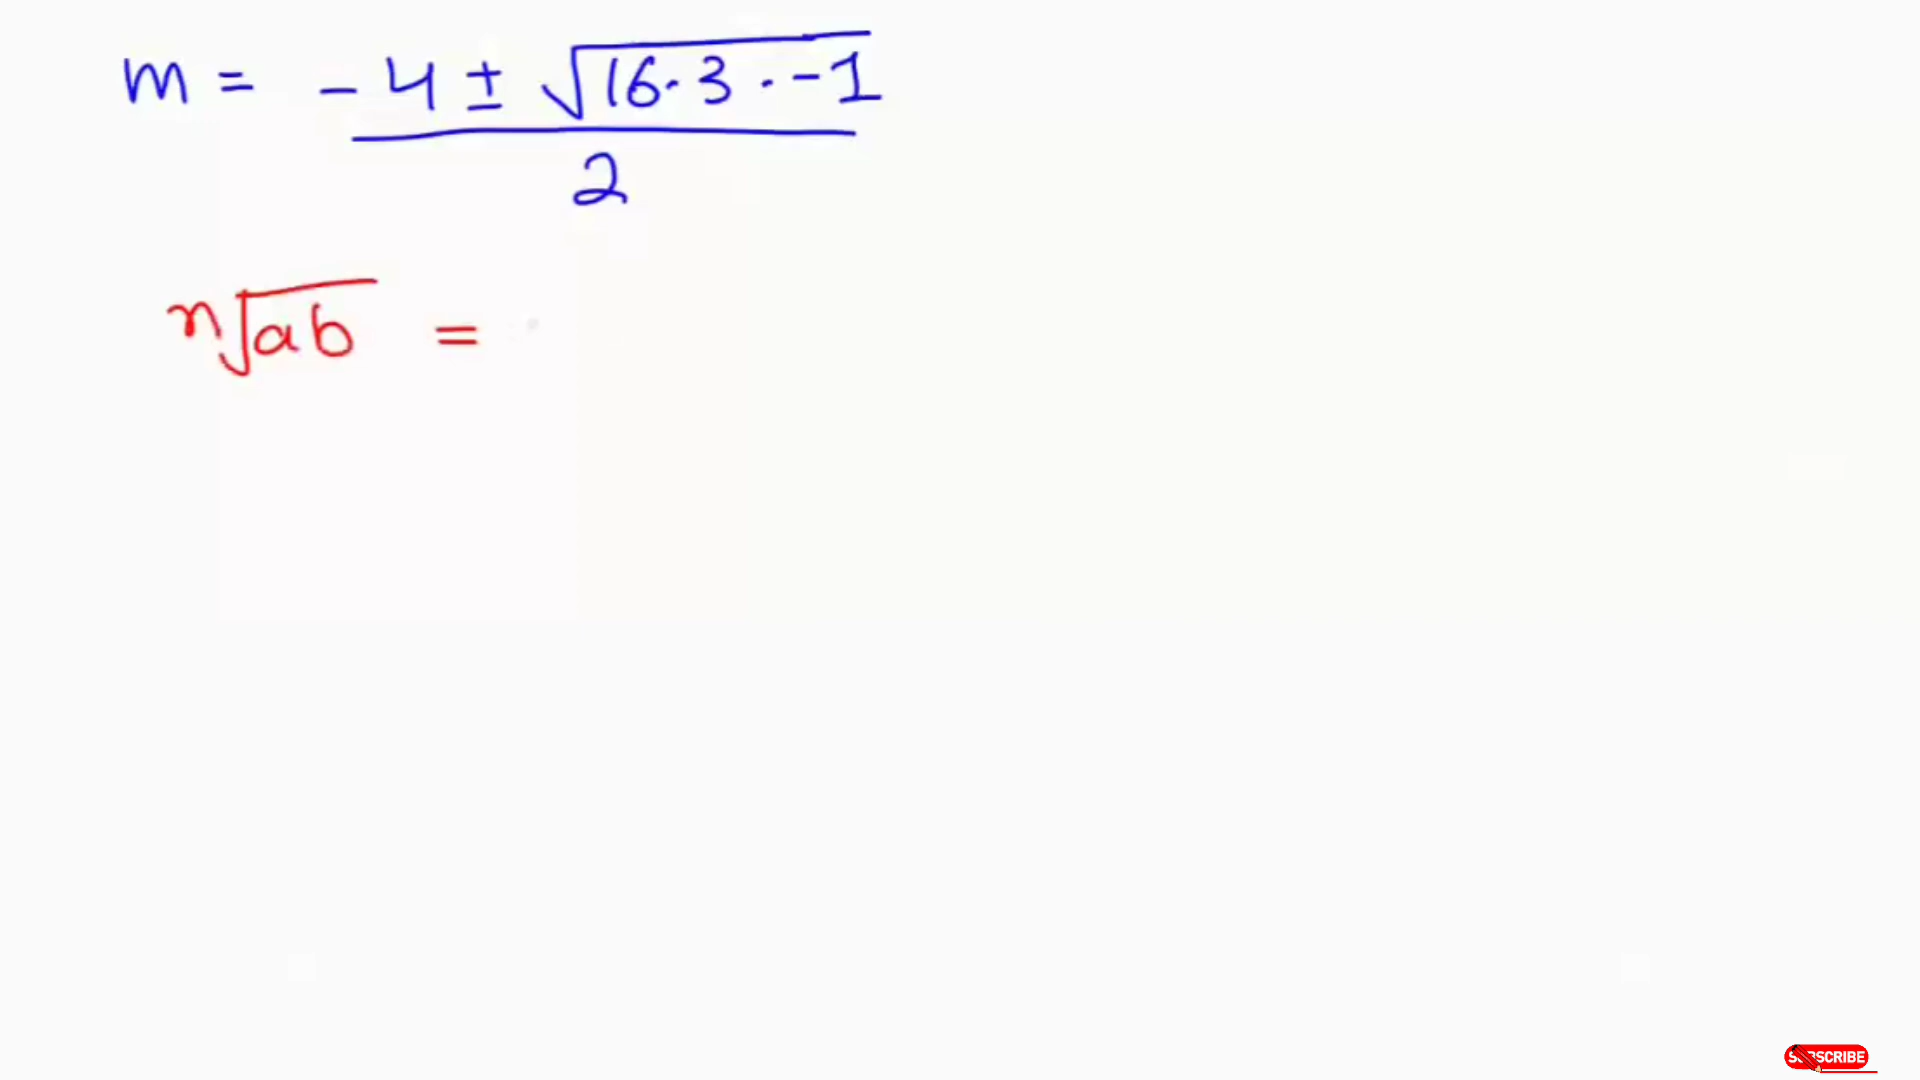 m = -4 ± √16·3·-1
2
n√ab =
SUBSCRIBE